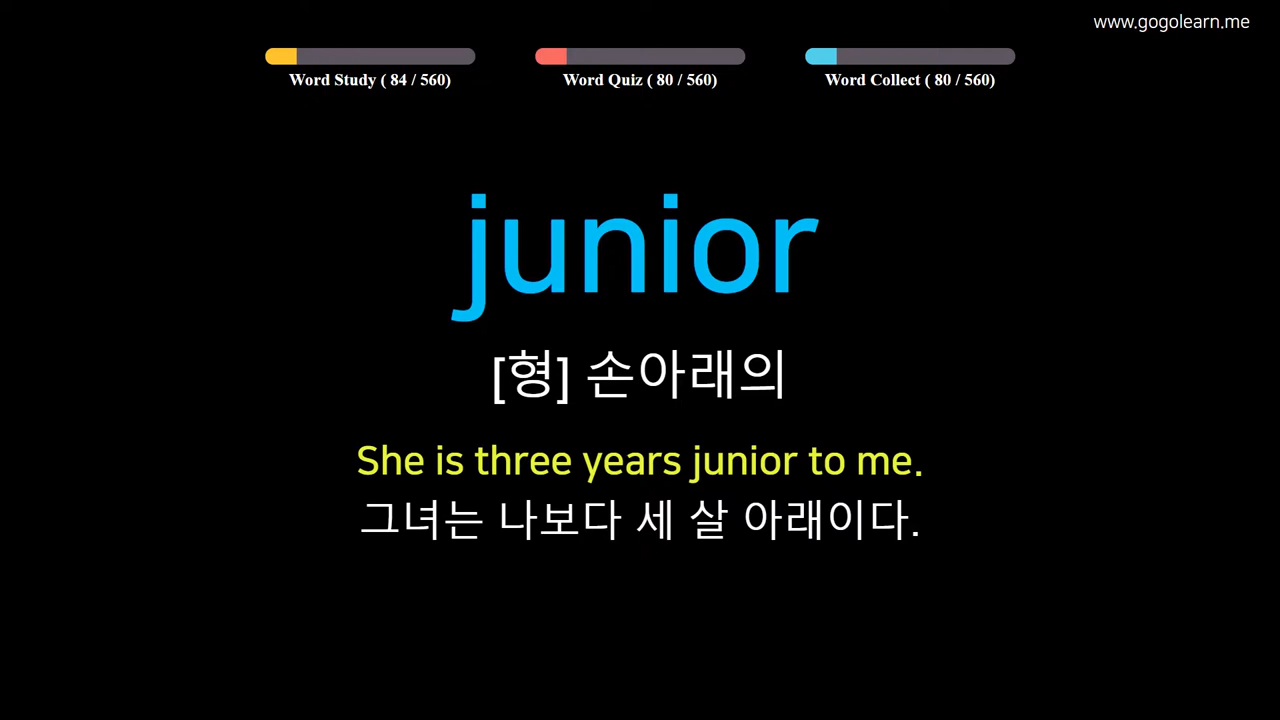 www.gogolearn.me
Word Study ( 84 / 560)
Word Quiz ( 80 / 560)
Word Collect ( 80 / 560)
junior
[형] 손아래의
She is three years junior to me.
그녀는 나보다 세 살 아래이다.